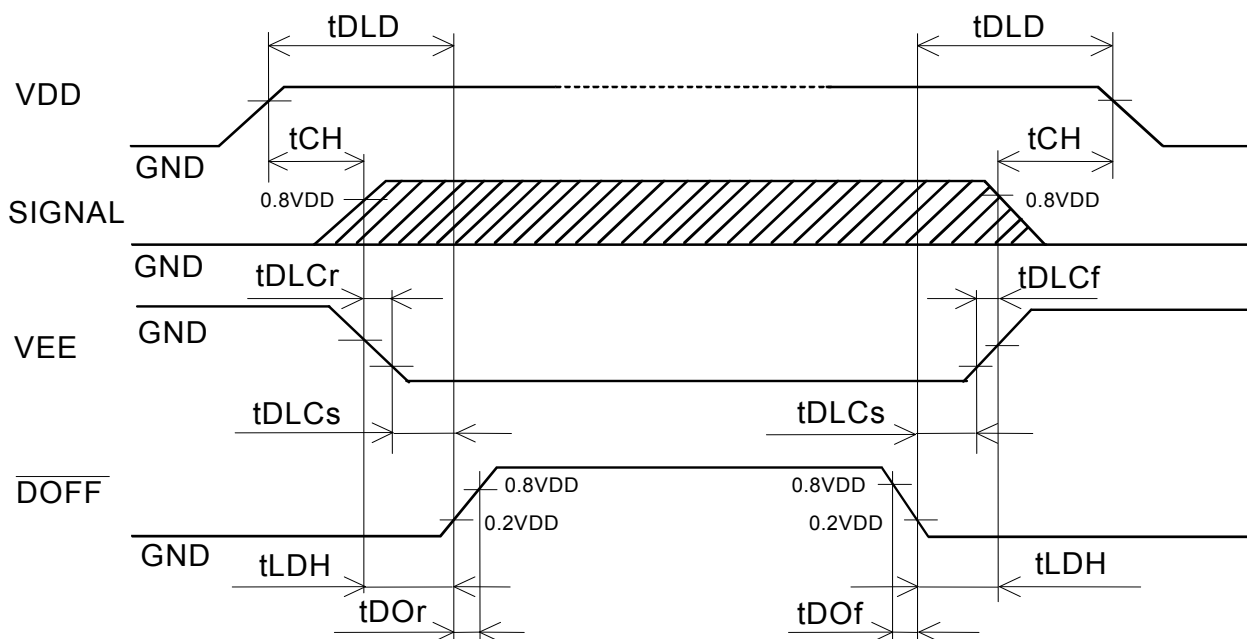 tDLD tDLD
VDD
tCH tCH
GND
0.8VDD 0.8VDD
SIGNAL
GND
tDLCr tDLCf
GND
VEE
tDLCs tDLCs
DOFF
0.8VDD 0.8VDD
0.2VDD 0.2VDD
GND
tLDH tLDH
tDOr tDOf